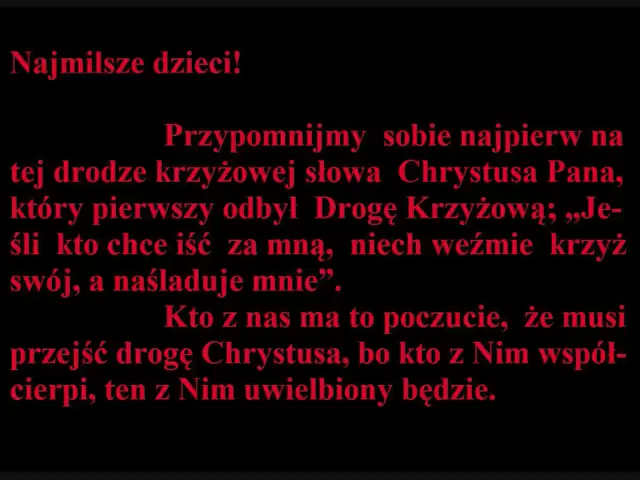 Najmilsze dzieci!
Przypomnijmy sobie najpierw na
tej drodze krzyżowej słowa Chrystusa Pana,
który pierwszy odbył Drogę Krzyżową; „Je-
śli kto chce iść za mną, niech weźmie krzyż
swój, a naśladuje mnie”.
Kto z nas ma to poczucie, że musi
przejść drogę Chrystusa, bo kto z Nim współ-
cierpi, ten z Nim uwielbiony będzie.